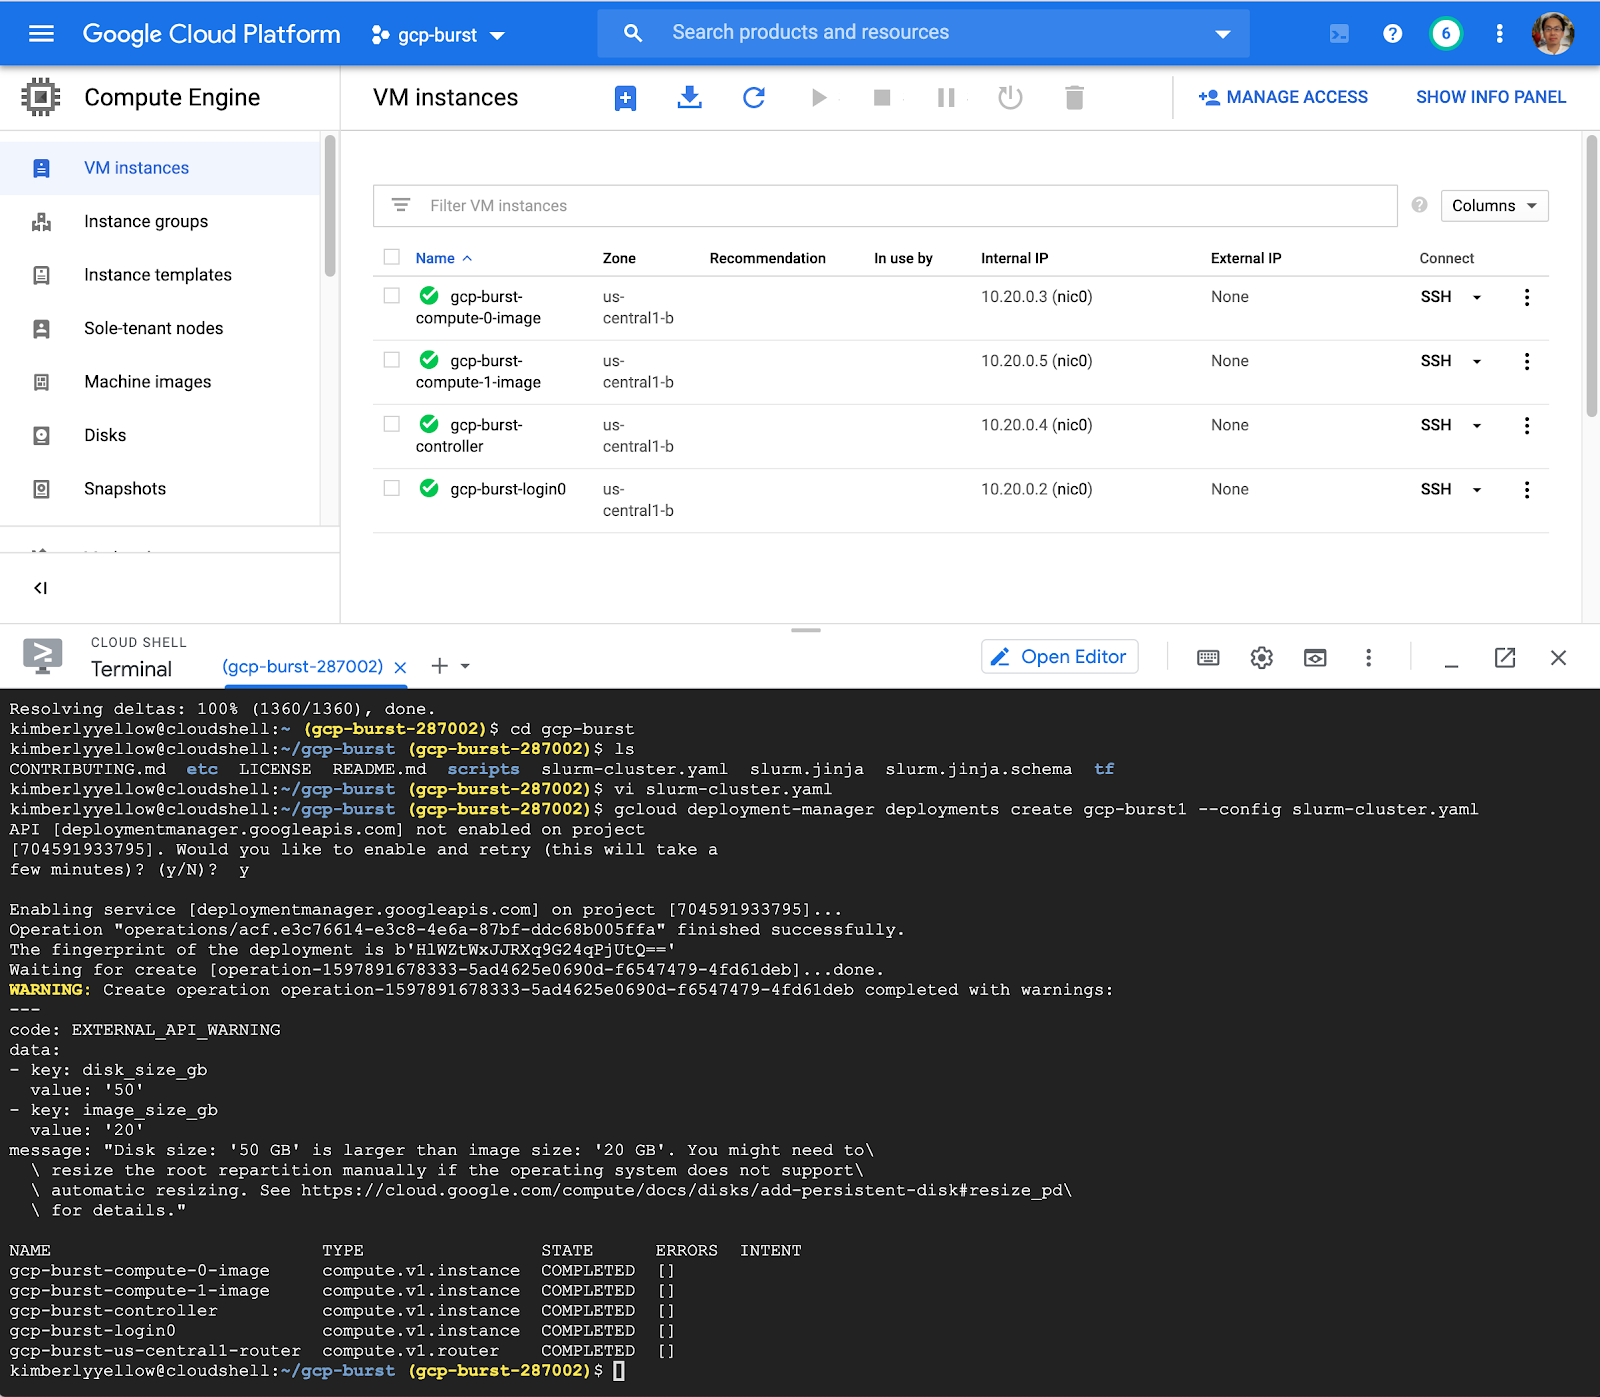 Google Cloud Platform
gcp-burst
Search products and resources
6
Compute Engine
VM instances
MANAGE ACCESS
SHOW INFO PANEL
VM instances
Instance groups
Instance templates
Sole-tenant nodes
Machine images
Disks
Snapshots
Filter VM instances
Columns
Name Zone Recommendation In use by Internal IP External IP Connect
gcp-burst-compute-0-image us-central1-b 10.20.0.3 (nic0) None SSH
gcp-burst-compute-1-image us-central1-b 10.20.0.5 (nic0) None SSH
gcp-burst-controller us-central1-b 10.20.0.4 (nic0) None SSH
gcp-burst-login0 us-central1-b 10.20.0.2 (nic0) None SSH
CLOUD SHELL
Terminal
(gcp-burst-287002)
Open Editor
Resolving deltas: 100% (1360/1360), done.
kimberlyyellow@cloudshell:~ (gcp-burst-287002)$ cd gcp-burst
kimberlyyellow@cloudshell:~/gcp-burst (gcp-burst-287002)$ ls
CONTRIBUTING.md etc LICENSE README.md scripts slurm-cluster.yaml slurm.jinja slurm.jinja.schema tf
kimberlyyellow@cloudshell:~/gcp-burst (gcp-burst-287002)$ vi slurm-cluster.yaml
kimberlyyellow@cloudshell:~/gcp-burst (gcp-burst-287002)$ gcloud deployment-manager deployments create gcp-burst1 --config slurm-cluster.yaml
API [deploymentmanager.googleapis.com] not enabled on project
[704591933795]. Would you like to enable and retry (this will take a
few minutes)? (y/N)? y
Enabling service [deploymentmanager.googleapis.com] on project [704591933795]...
Operation "operations/acf.e3c76614-e3c8-4e6a-87bf-ddc68b005ffa" finished successfully.
The fingerprint of the deployment is b'HlWZtWxJJRXq9G24qPjUtQ=='
Waiting for create [operation-1597891678333-5ad4625e0690d-f6547479-4fd61deb]...done.
WARNING: Create operation operation-1597891678333-5ad4625e0690d-f6547479-4fd61deb completed with warnings:
---
code: EXTERNAL_API_WARNING
data:
- key: disk_size_gb
value: '50'
- key: image_size_gb
value: '20'
message: "Disk size: '50 GB' is larger than image size: '20 GB'. You might need to\
\ resize the root repartition manually if the operating system does not support\
\ automatic resizing. See https://cloud.google.com/compute/docs/disks/add-persistent-disk#resize_pd\
\ for details."
NAME TYPE STATE ERRORS INTENT
gcp-burst-compute-0-image compute.v1.instance COMPLETED []
gcp-burst-compute-1-image compute.v1.instance COMPLETED []
gcp-burst-controller compute.v1.instance COMPLETED []
gcp-burst-login0 compute.v1.instance COMPLETED []
gcp-burst-us-central1-router compute.v1.router COMPLETED []
kimberlyyellow@cloudshell:~/gcp-burst (gcp-burst-287002)$